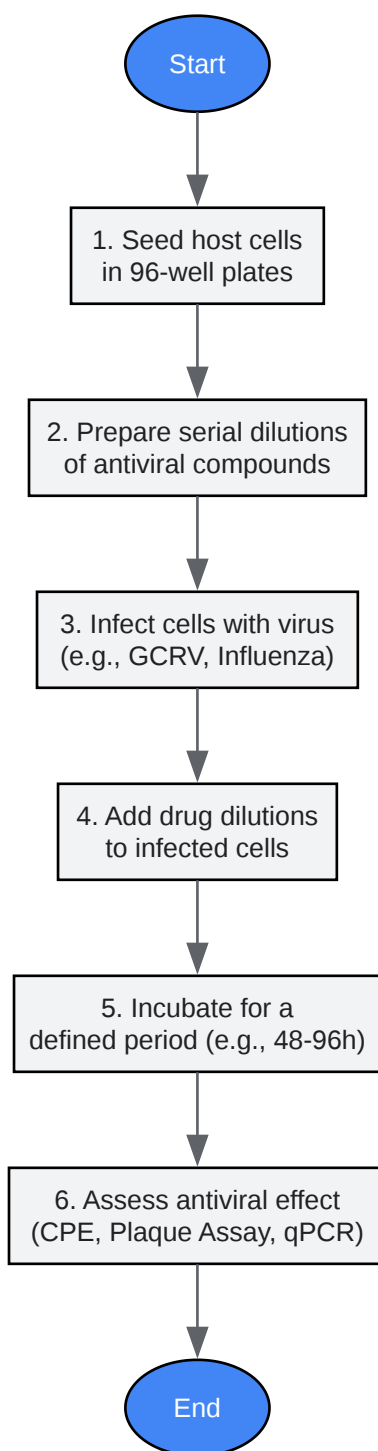 Start
1. Seed host cells
in 96-well plates
2. Prepare serial dilutions
of antiviral compounds
3. Infect cells with virus
(e.g., GCRV, Influenza)
4. Add drug dilutions
to infected cells
5. Incubate for a
defined period (e.g., 48-96h)
6. Assess antiviral effect
(CPE, Plaque Assay, qPCR)
End